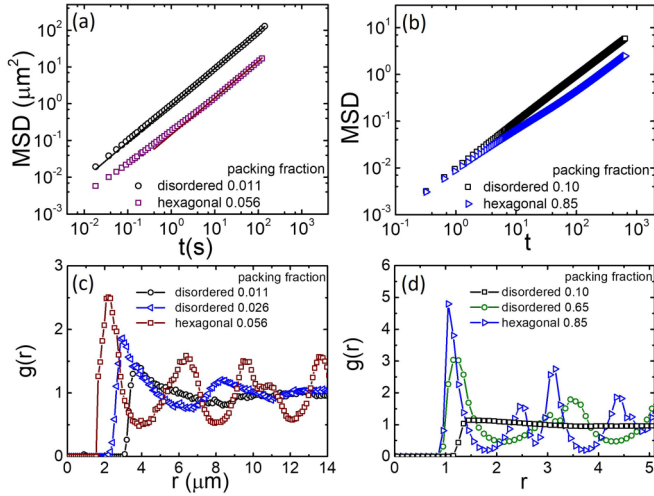 (a)
10²
10¹
10⁰
10⁻¹
10⁻²
10⁻³
MSD (μm²)
packing fraction
disordered 0.011
hexagonal 0.056
10⁻² 10⁻¹ 10⁰ 10¹ 10² 10³
t(s)
(b)
10¹
10⁰
10⁻¹
10⁻²
10⁻³
MSD
packing fraction
disordered 0.10
hexagonal 0.85
10⁻¹ 10⁰ 10¹ 10² 10³
t
(c)
3
2
1
0
g(r)
packing fraction
disordered 0.011
disordered 0.026
hexagonal 0.056
0 2 4 6 8 10 12 14
r (μm)
(d)
6
5
4
3
2
1
0
g(r)
packing fraction
disordered 0.10
disordered 0.65
hexagonal 0.85
0 1 2 3 4 5
r